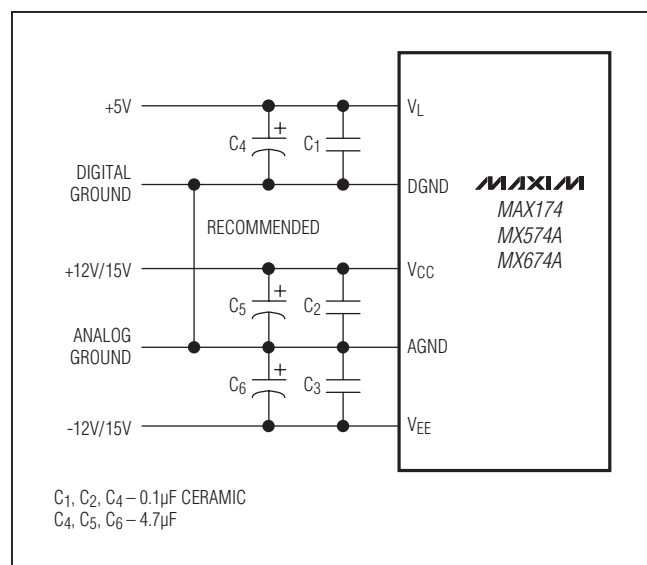 +5V
C4
+
C1
VL
DIGITAL
GROUND
DGND
MAXIM
MAX174
MX574A
MX674A
RECOMMENDED
+12V/15V
VCC
C5
+
C2
ANALOG
GROUND
AGND
C6
+
C3
-12V/15V
VEE
C1, C2, C4 – 0.1µF CERAMIC
C4, C5, C6 – 4.7µF